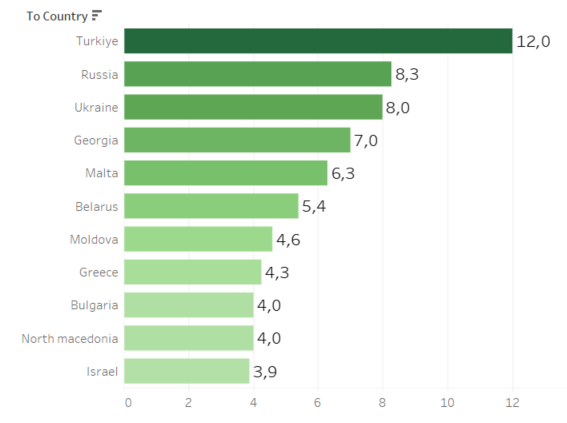 To Country
Turkiye 12,0
Russia 8,3
Ukraine 8,0
Georgia 7,0
Malta 6,3
Belarus 5,4
Moldova 4,6
Greece 4,3
Bulgaria 4,0
North macedonia 4,0
Israel 3,9
0 2 4 6 8 10 12